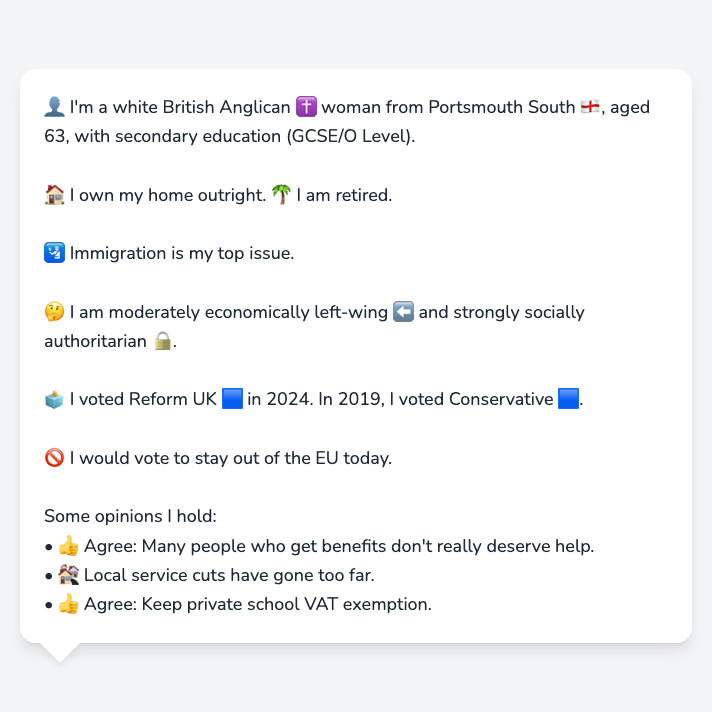 👤 I'm a white British Anglican ✝️ woman from Portsmouth South 🏴󠁧󠁢󠁥󠁮󠁧󠁿, aged
63, with secondary education (GCSE/O Level).
🏠 I own my home outright. 🌴 I am retired.
🛂 Immigration is my top issue.
🤔 I am moderately economically left-wing ⬅️ and strongly socially
authoritarian 🔒.
🗳️ I voted Reform UK 🟦 in 2024. In 2019, I voted Conservative 🟦.
🚫 I would vote to stay out of the EU today.
Some opinions I hold:
• 👍 Agree: Many people who get benefits don't really deserve help.
• 🏚️ Local service cuts have gone too far.
• 👍 Agree: Keep private school VAT exemption.